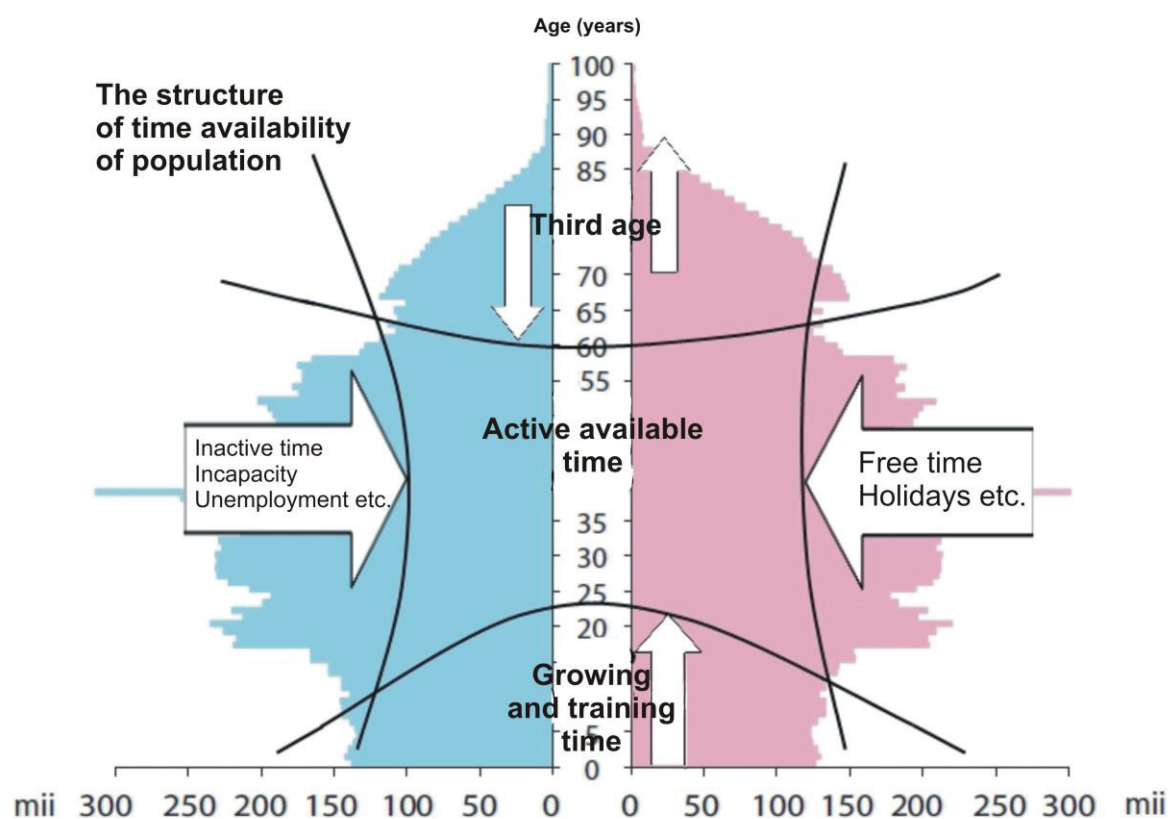 Age (years)
The structure
of time availability
of population
100
95
90
85
Third age
70
65
60
55
Active available
time
Inactive time
Incapacity
Unemployment etc.
Free time
Holidays etc.
35
30
25
20
Growing
and training
time
5
0
mii 300 250 200 150 100 50 0 0 50 100 150 200 250 300 mii